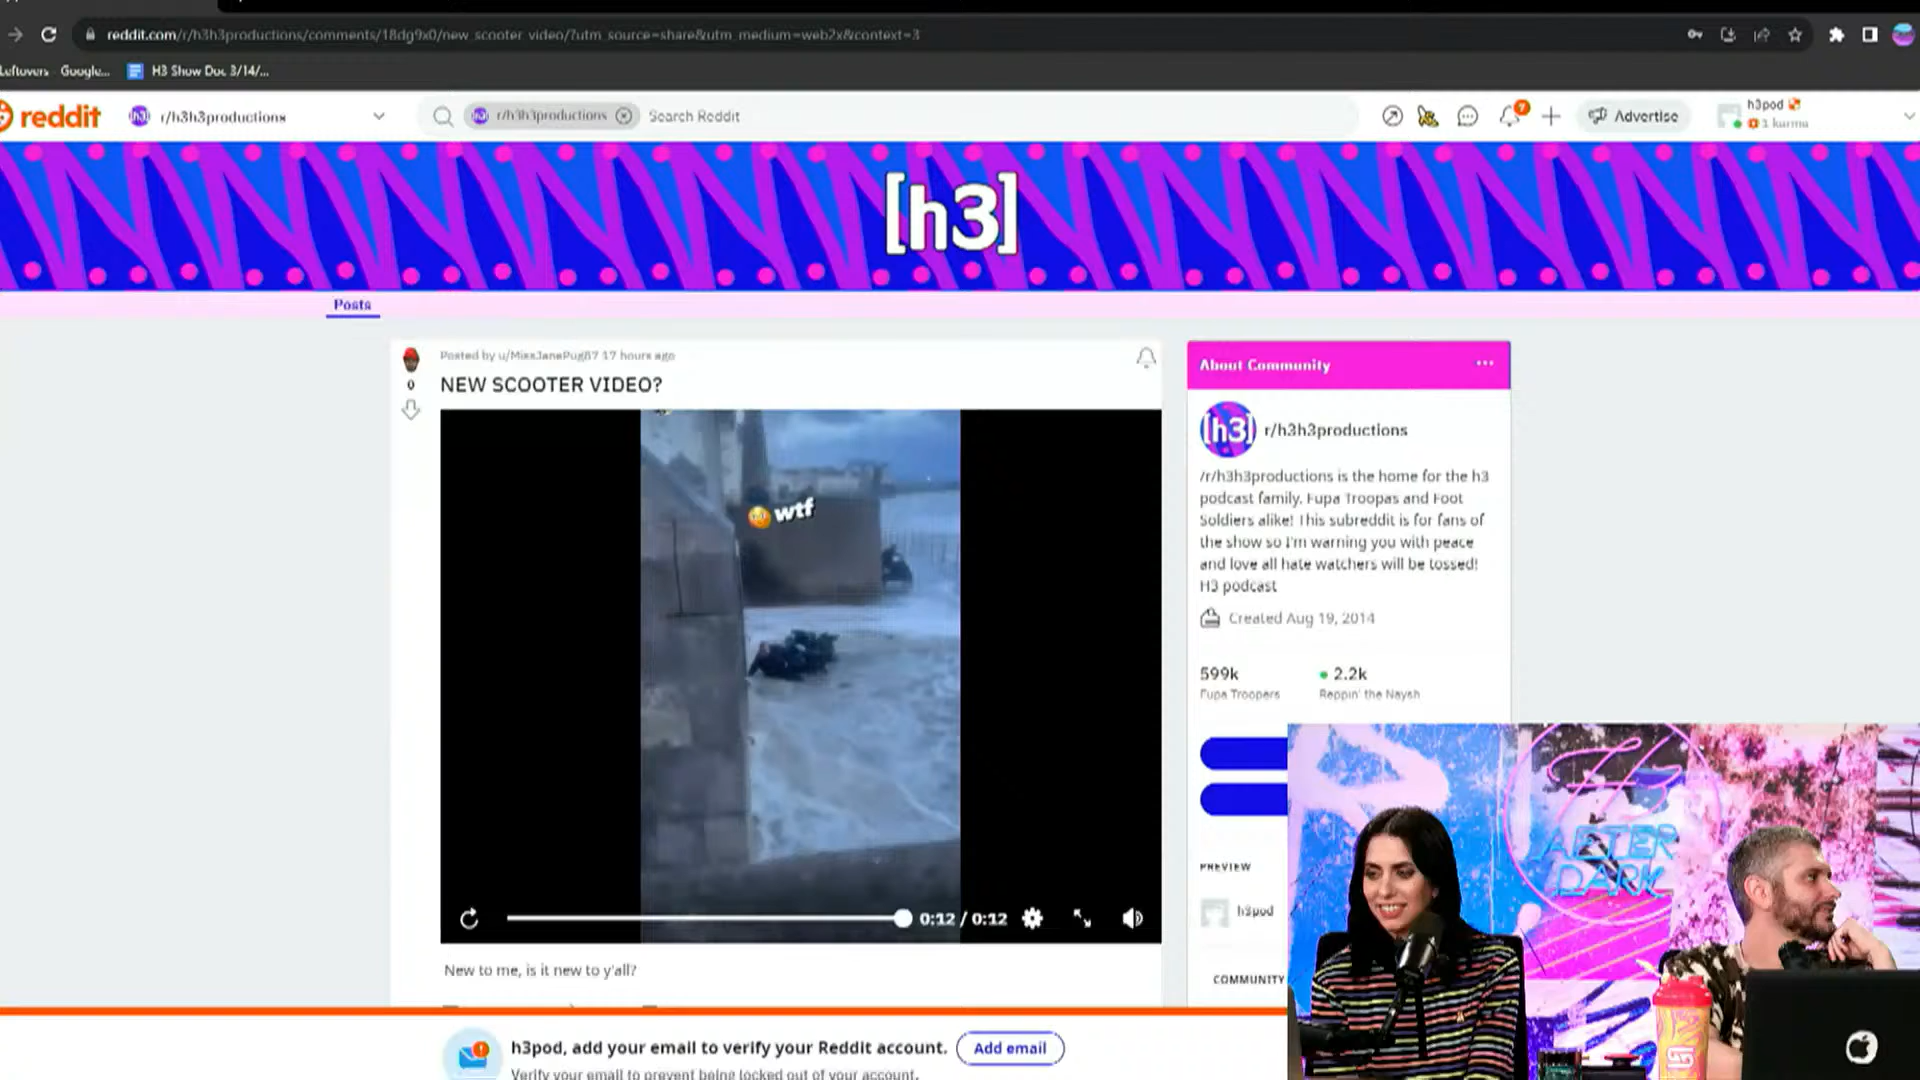 reddit.com/r/h3h3productions/comments/18dg9x0/new_scooter_video/?utm_source=share&utm_medium=web2x&context=3
Leftovers Google... H3 Show Doc 3/14/...
reddit r/h3h3productions r/h3h3productions Search Reddit 7 Advertise h3pod
1 karma
[h3]
Posts
Posted by u/MissJanePug87 17 hours ago
0
NEW SCOOTER VIDEO?
wtf
0:12 / 0:12
New to me, is it new to y'all?
About Community
[h3] r/h3h3productions
/r/h3h3productions is the home for the h3
podcast family. Fupa Troopas and Foot
Soldiers alike! This subreddit is for fans of
the show so I'm warning you with peace
and love all hate watchers will be tossed!
H3 podcast
Created Aug 19, 2014
599k 2.2k
Fupa Troopers Reppin' the Naysh
PREVIEW
h3pod
COMMUNITY
H3
AFTER
DARK
h3pod, add your email to verify your Reddit account. Add email
Verify your email to prevent being locked out of your account.